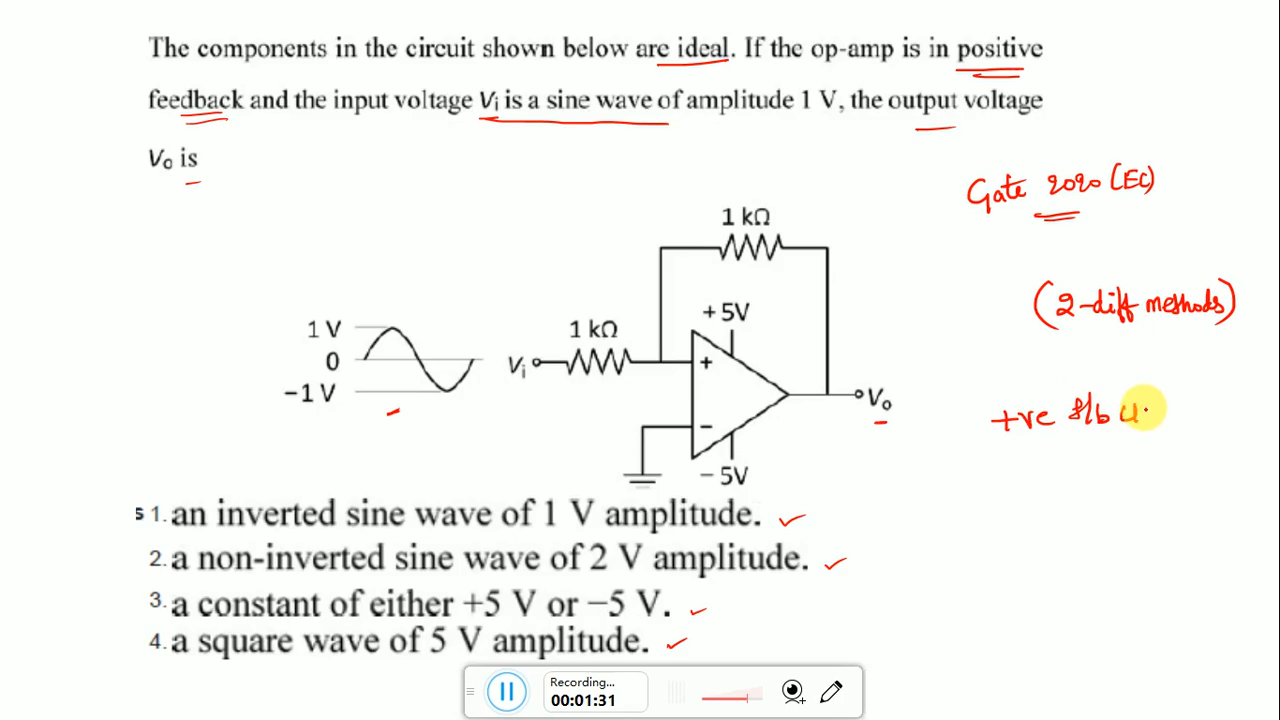 The components in the circuit shown below are ideal. If the op-amp is in positive
feedback and the input voltage Vi is a sine wave of amplitude 1 V, the output voltage
Vo is
Gate 2020 (EC)
1 kΩ
(2-diff methods)
+5V
1 V
1 kΩ
0
Vi
+
−1 V
Vo
+ve f/b
−
− 5V
s 1. an inverted sine wave of 1 V amplitude.
2. a non-inverted sine wave of 2 V amplitude.
3. a constant of either +5 V or −5 V.
4. a square wave of 5 V amplitude.
Recording...
00:01:31